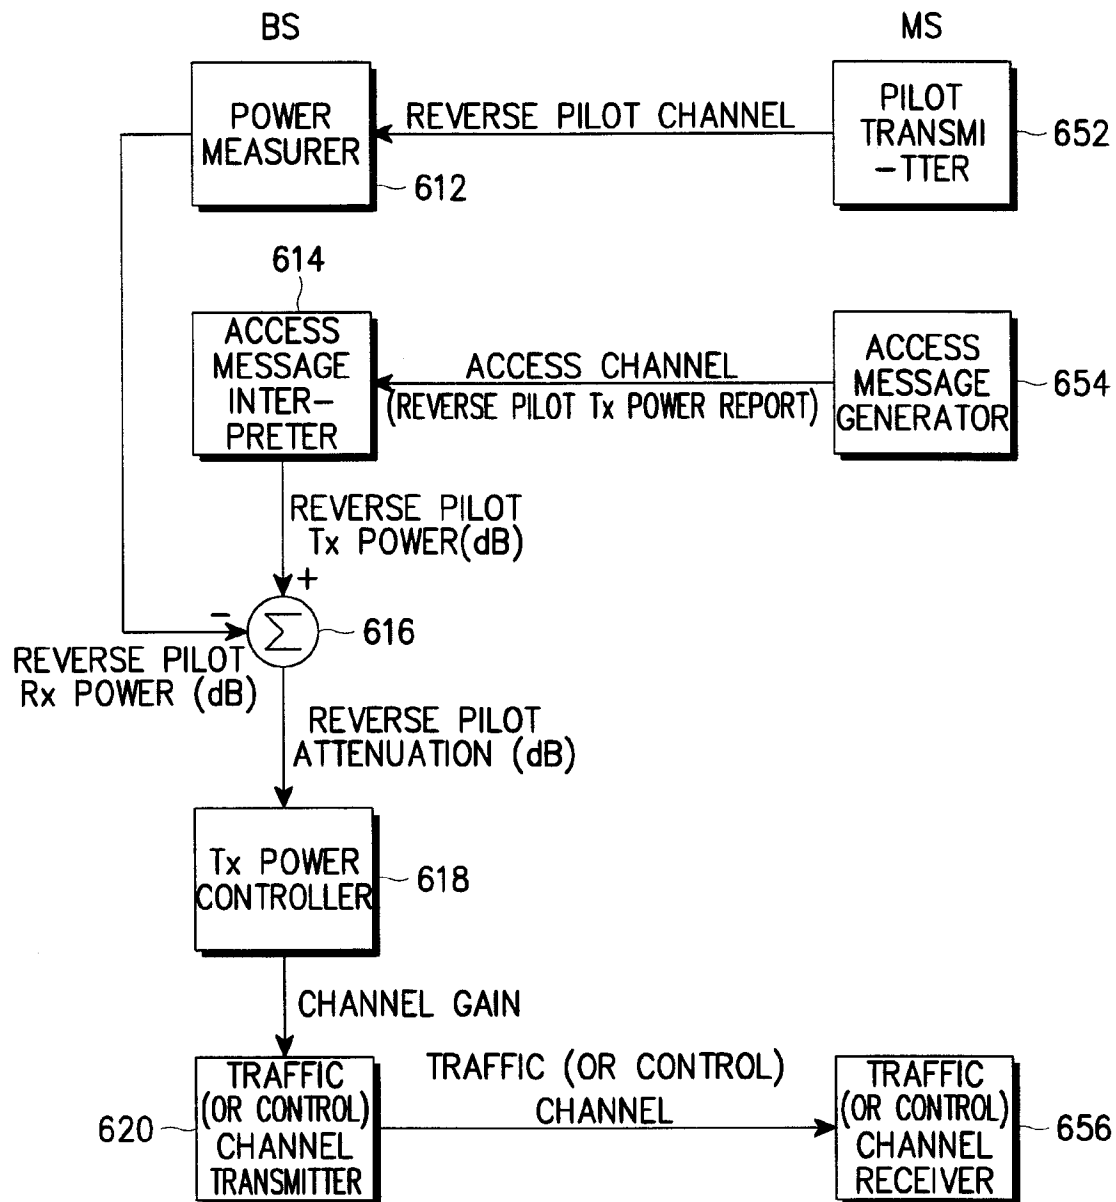 BS
MS
POWER
MEASURER
612
REVERSE PILOT CHANNEL
PILOT
TRANSMI
-TTER
652
614
ACCESS
MESSAGE
INTER-
PRETER
ACCESS CHANNEL
(REVERSE PILOT Tx POWER REPORT)
ACCESS
MESSAGE
GENERATOR
654
REVERSE PILOT
Tx POWER(dB)
+
-
Σ
616
REVERSE PILOT
Rx POWER (dB)
REVERSE PILOT
ATTENUATION (dB)
Tx POWER
CONTROLLER
618
CHANNEL GAIN
620
TRAFFIC
(OR CONTROL)
CHANNEL
TRANSMITTER
TRAFFIC (OR CONTROL)
CHANNEL
TRAFFIC
(OR CONTROL)
CHANNEL
RECEIVER
656